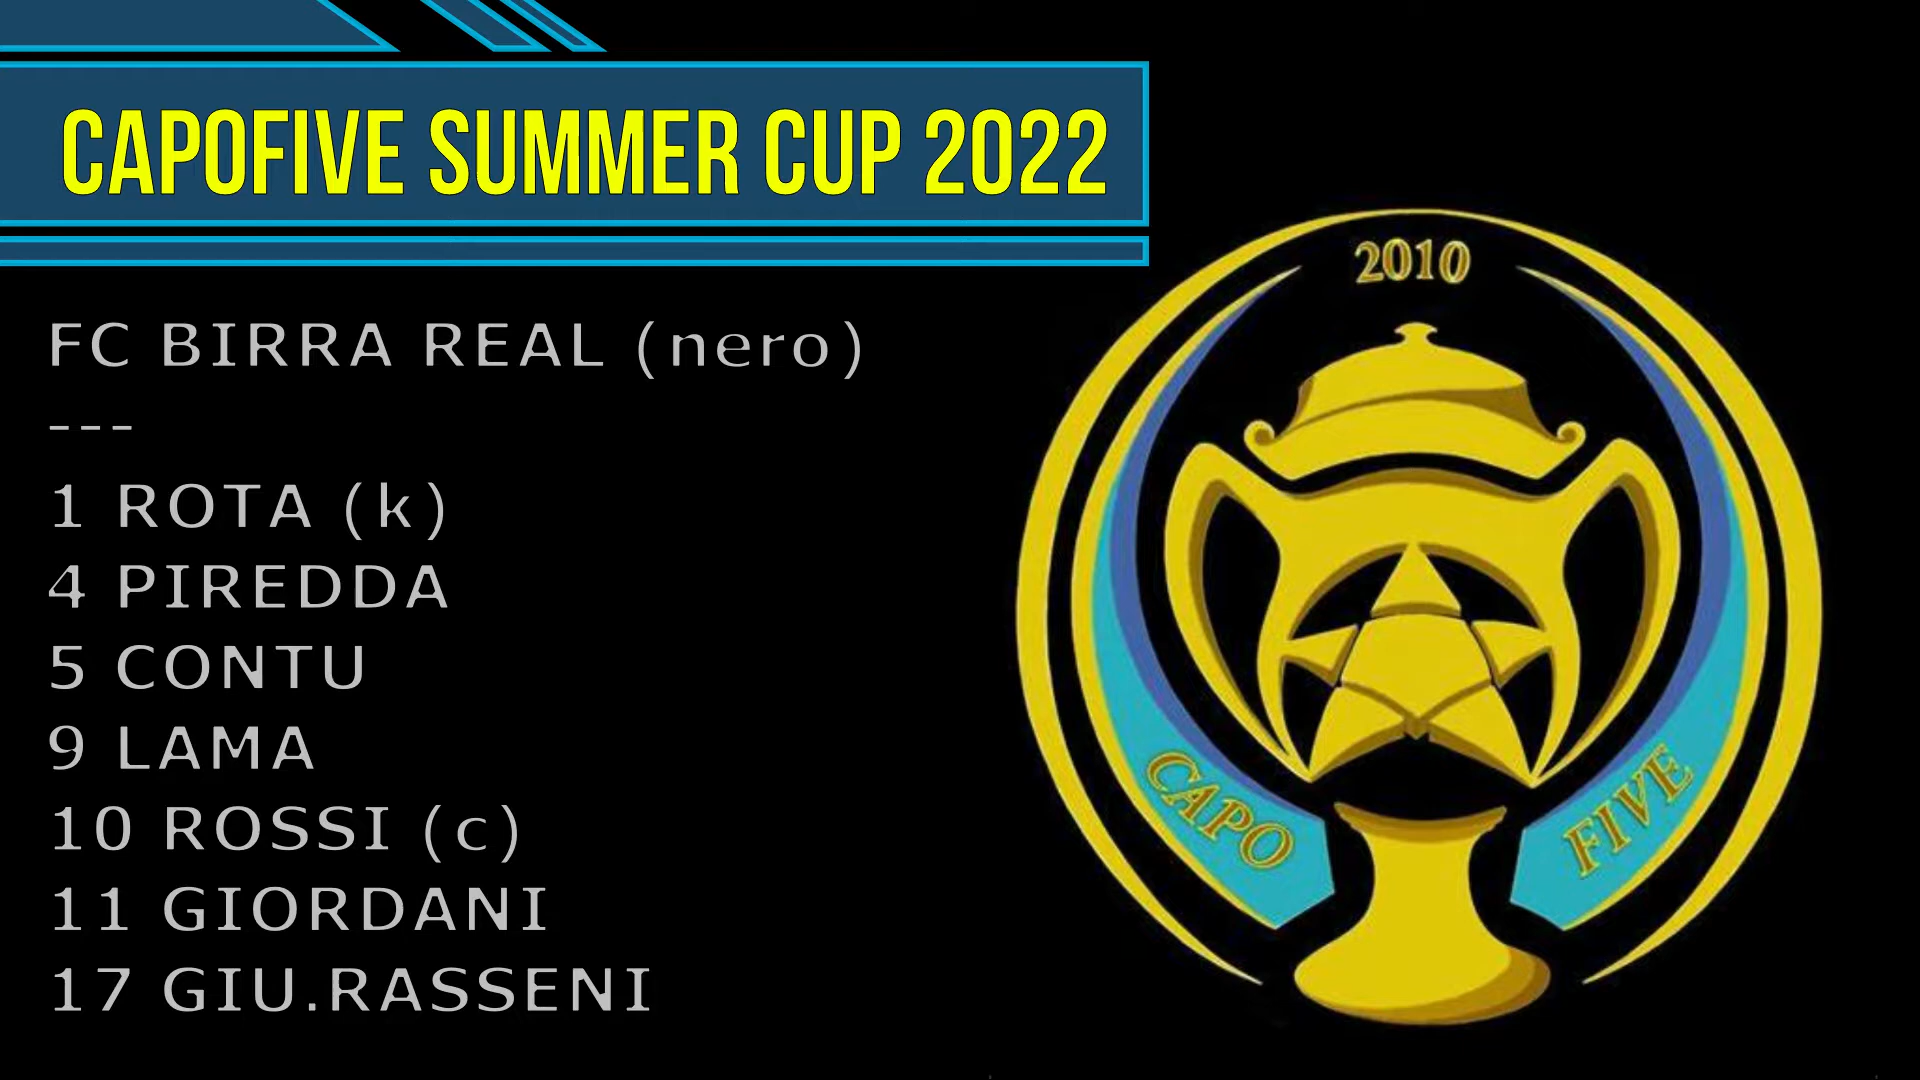 CAPOFIVE SUMMER CUP 2022
FC BIRRA REAL (nero)
---
1 ROTA (k)
4 PIREDDA
5 CONTU
9 LAMA
10 ROSSI (c)
11 GIORDANI
17 GIU.RASSENI
2010
CAPO
FIVE